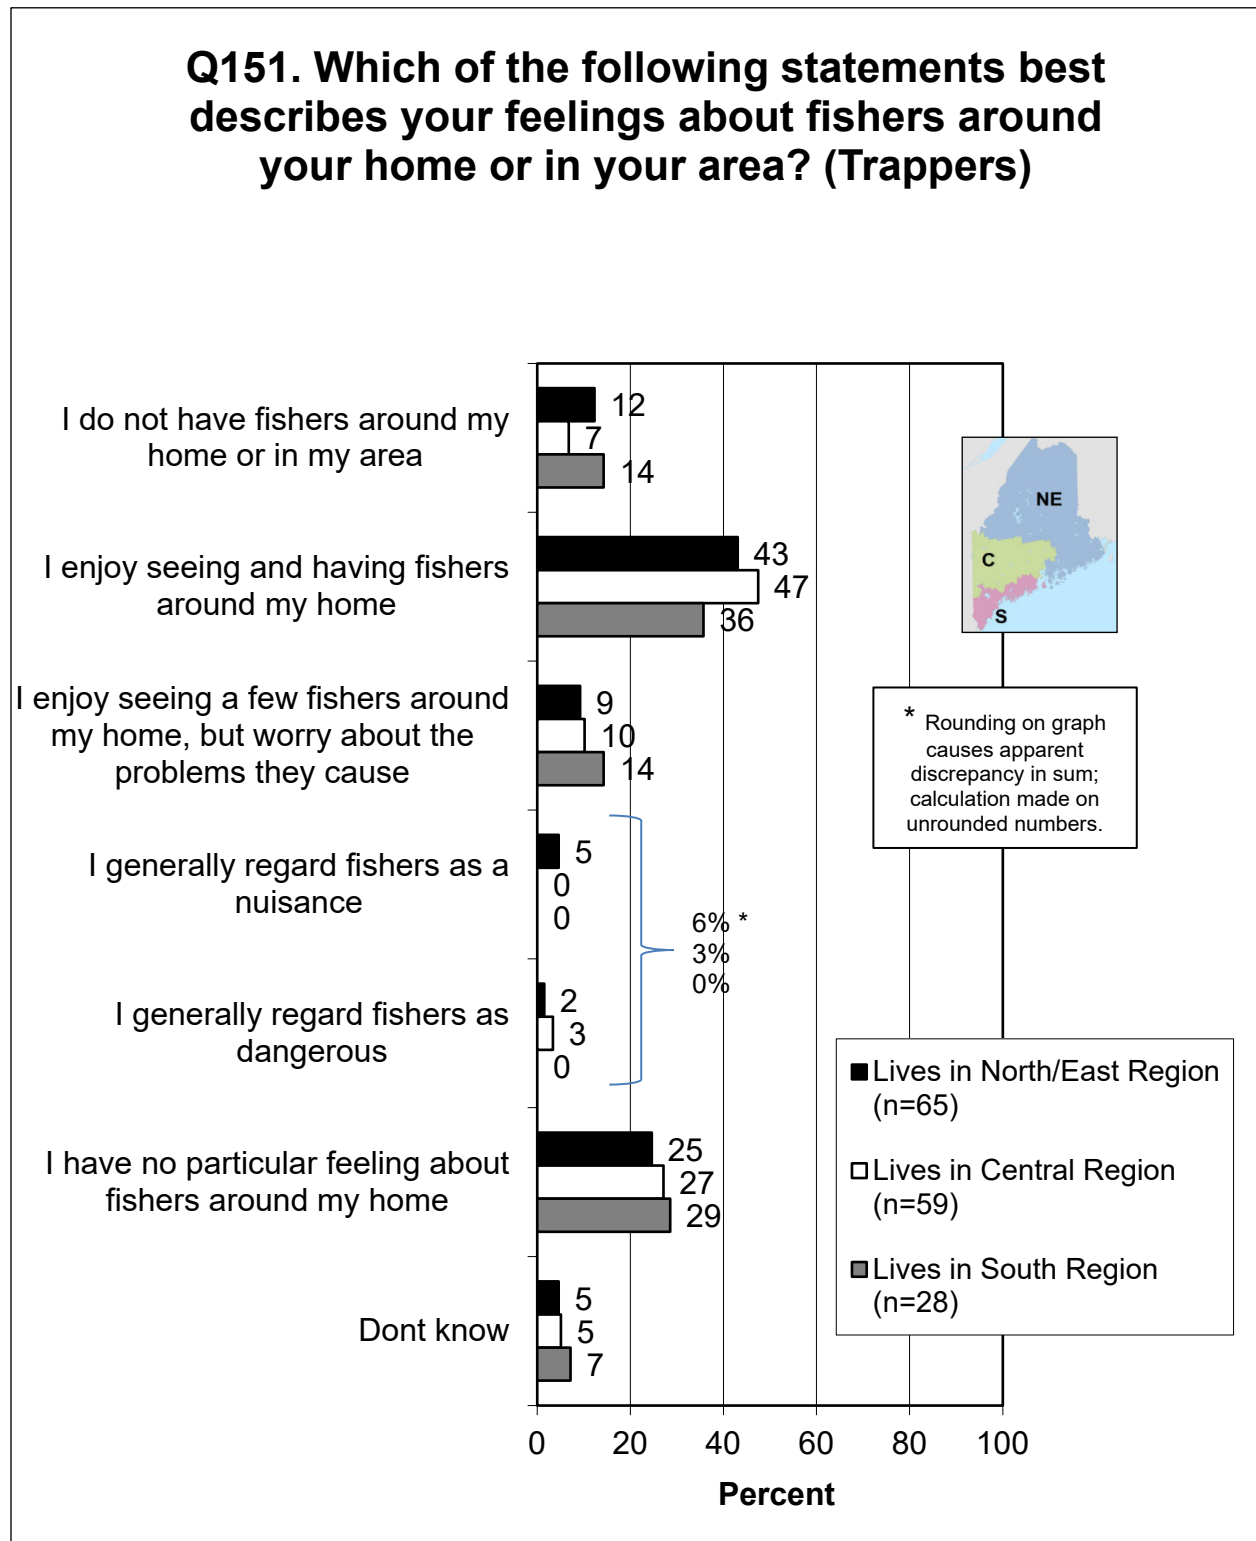 Q151. Which of the following statements best
describes your feelings about fishers around
your home or in your area? (Trappers)
I do not have fishers around my
home or in my area
12
7
14
I enjoy seeing and having fishers
around my home
43
47
36
I enjoy seeing a few fishers around
my home, but worry about the
problems they cause
9
10
14
I generally regard fishers as a
nuisance
5
0
0
I generally regard fishers as
dangerous
2
3
0
6% *
3%
0%
I have no particular feeling about
fishers around my home
25
27
29
Dont know
5
5
7
0 20 40 60 80 100
Percent
NE
C
S
* Rounding on graph
causes apparent
discrepancy in sum;
calculation made on
unrounded numbers.
Lives in North/East Region
(n=65)
Lives in Central Region
(n=59)
Lives in South Region
(n=28)